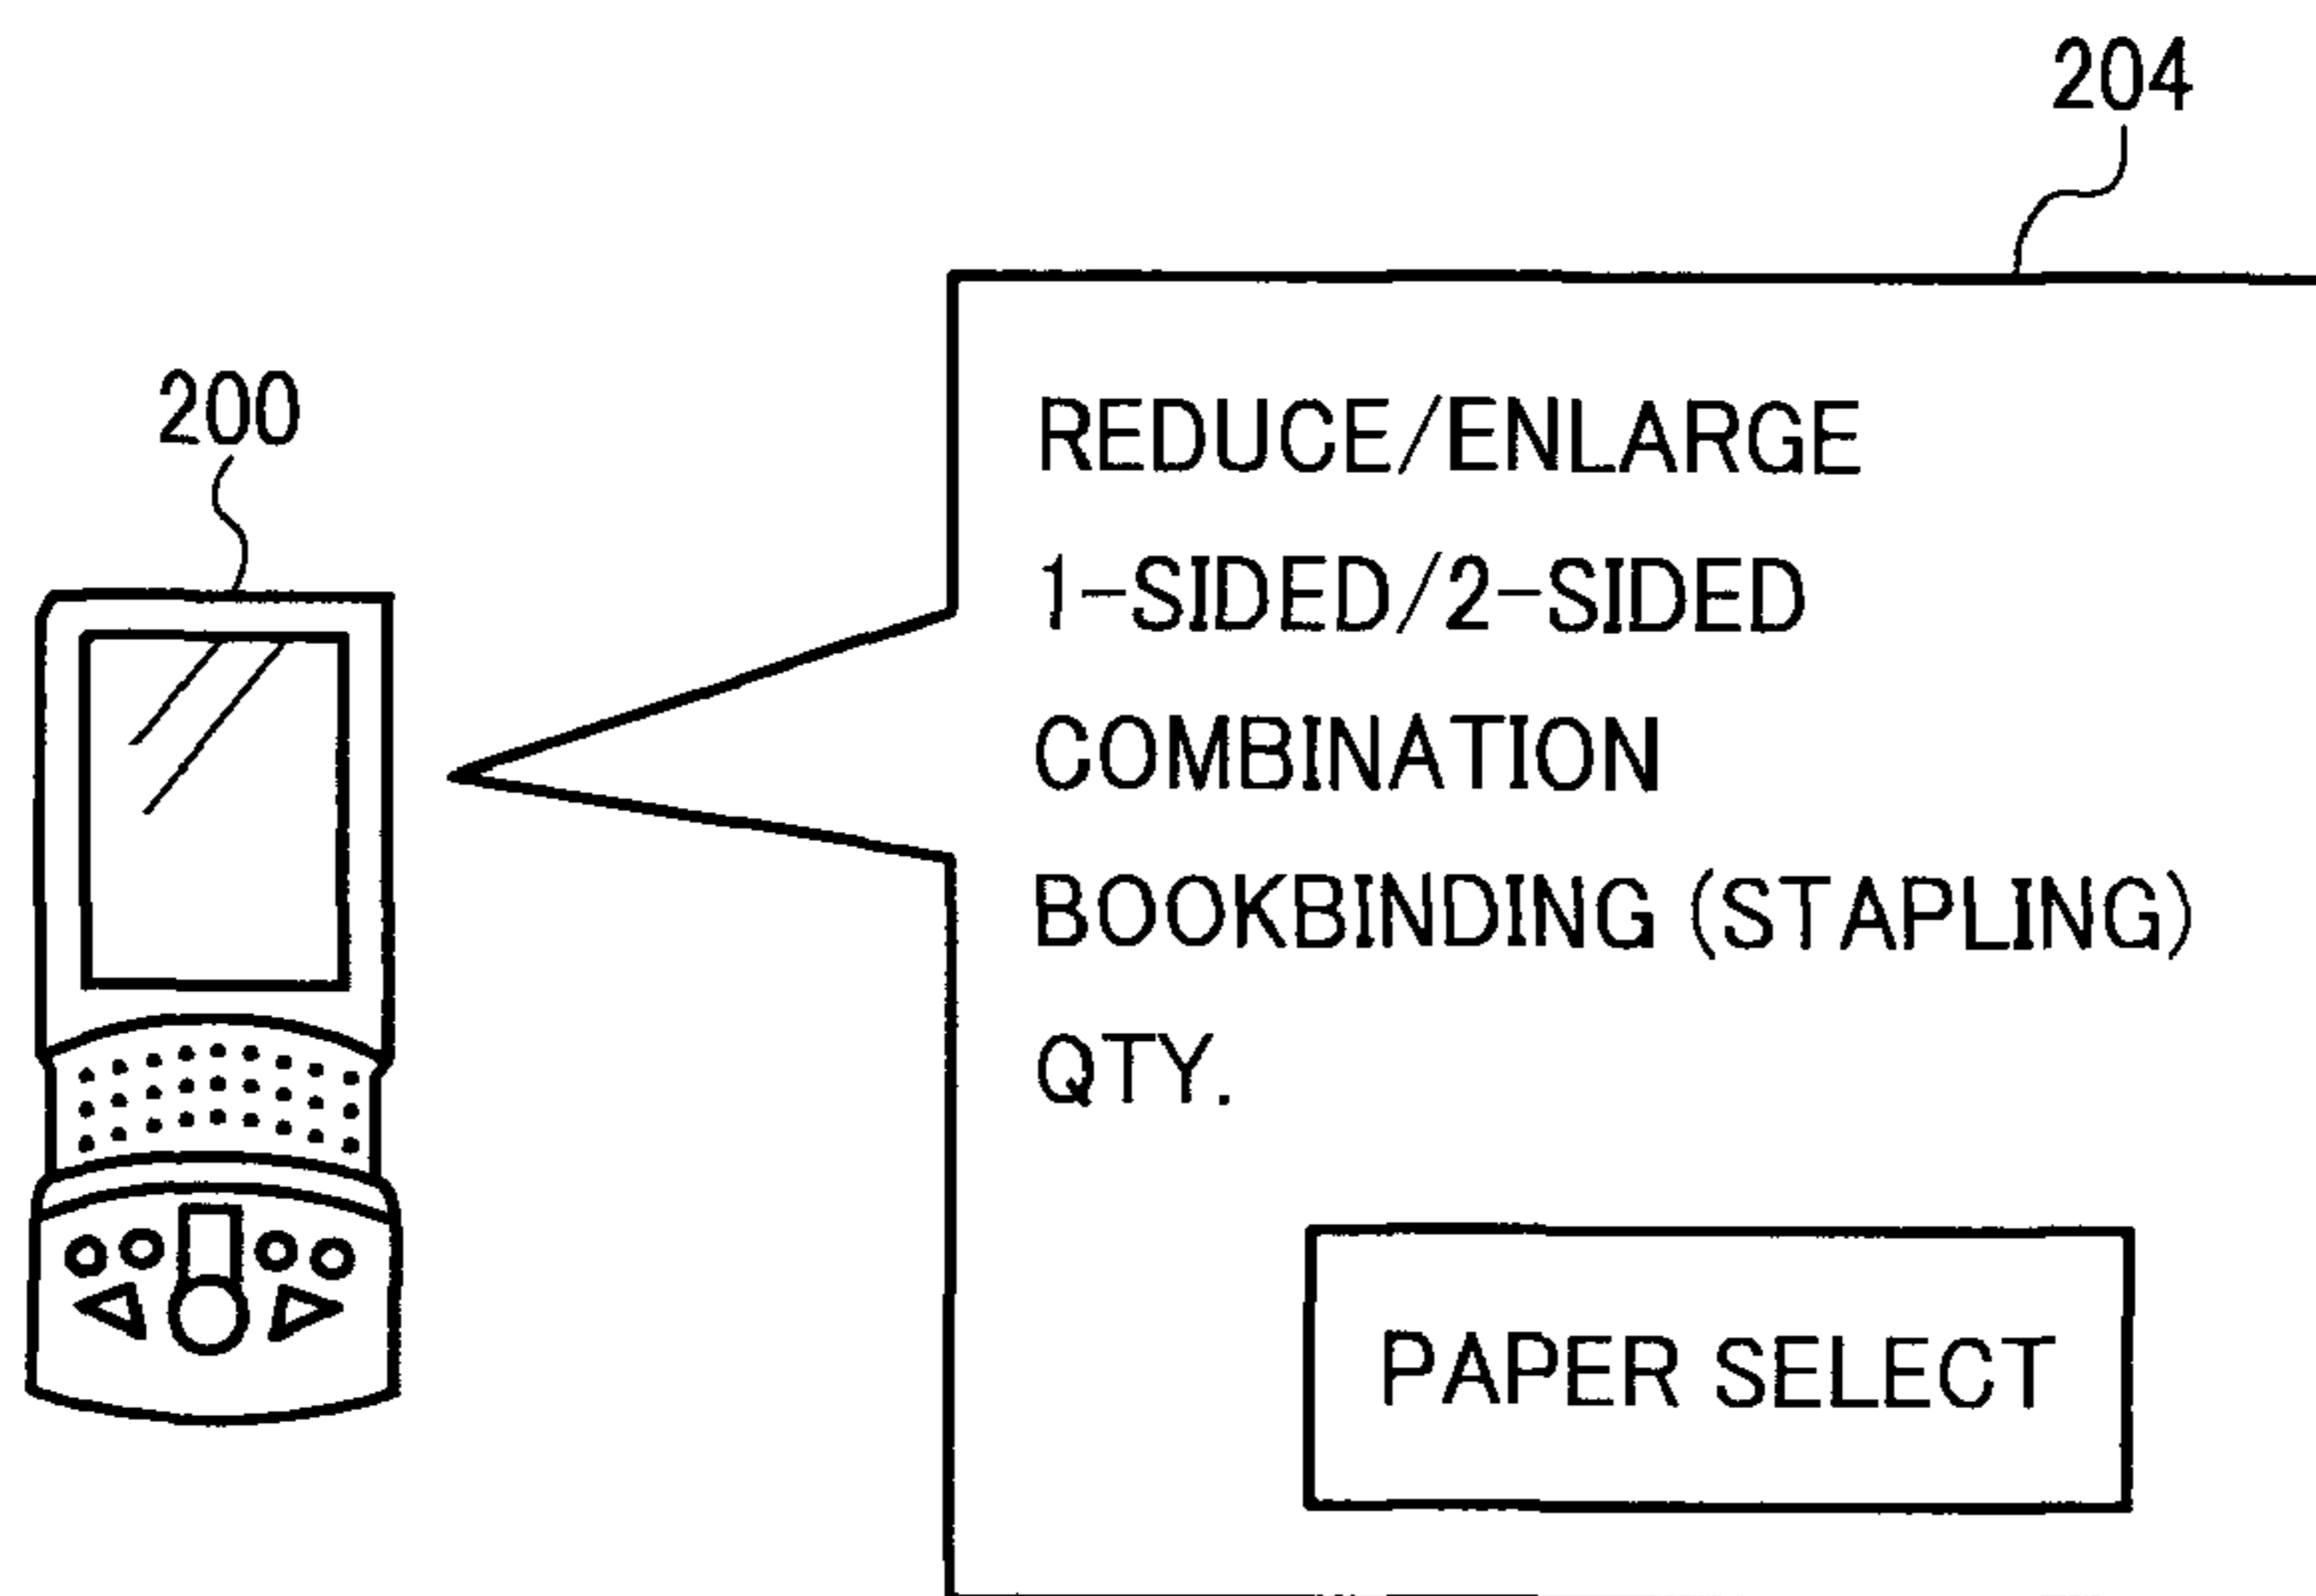 204
200
REDUCE/ENLARGE
1-SIDED/2-SIDED
COMBINATION
BOOKBINDING (STAPLING)
QTY.
PAPER SELECT